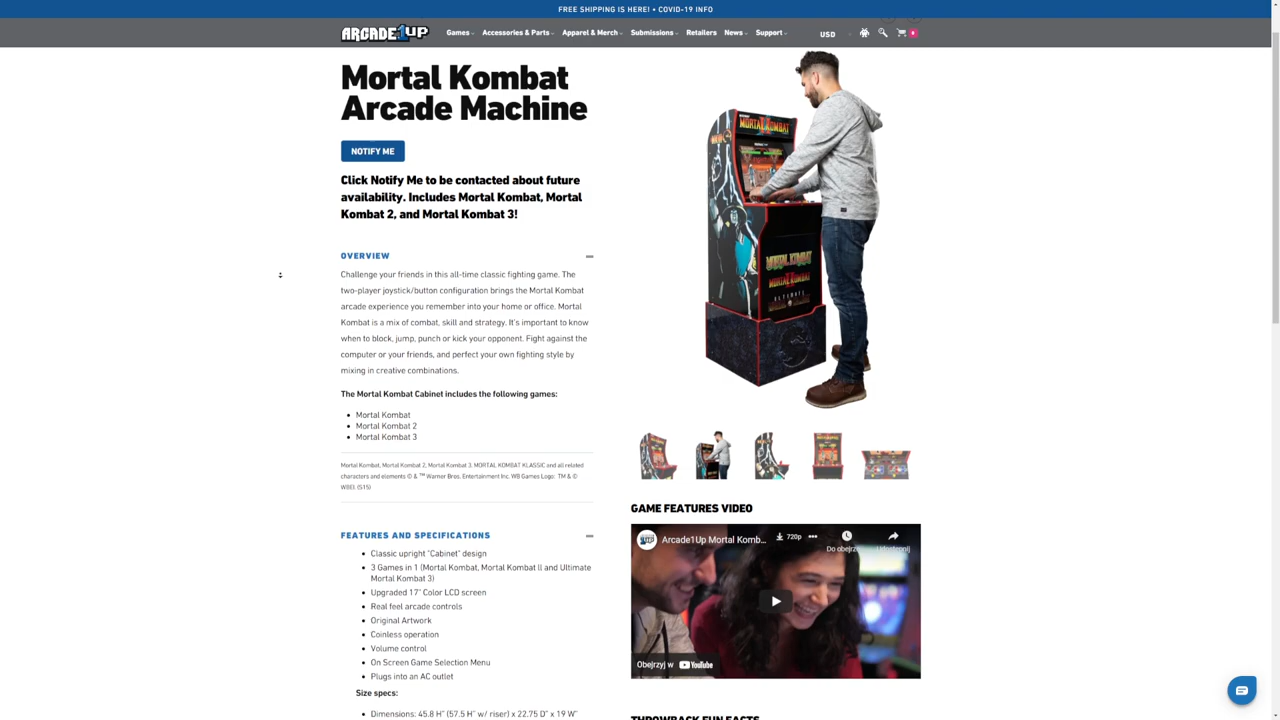 FREE SHIPPING IS HERE! • COVID-19 INFO
ARCADE1UP
Games
Accessories & Parts
Apparel & Merch
Submissions
Retailers
News
Support
USD
0
Mortal Kombat
Arcade Machine
NOTIFY ME
Click Notify Me to be contacted about future
availability. Includes Mortal Kombat, Mortal
Kombat 2, and Mortal Kombat 3!
OVERVIEW
Challenge your friends in this all-time classic fighting game. The
two-player joystick/button configuration brings the Mortal Kombat
arcade experience you remember into your home or office. Mortal
Kombat is a mix of combat, skill and strategy. It's important to know
when to block, jump, punch or kick your opponent. Fight against the
computer or your friends, and perfect your own fighting style by
mixing in creative combinations.
The Mortal Kombat Cabinet includes the following games:
• Mortal Kombat
• Mortal Kombat 2
• Mortal Kombat 3
Mortal Kombat, Mortal Kombat 2, Mortal Kombat 3, MORTAL KOMBAT KLASSIC and all related
characters and elements © & ™ Warner Bros. Entertainment Inc. WB Games Logo: TM & ©
WBEI. (S15)
FEATURES AND SPECIFICATIONS
• Classic upright "Cabinet" design
• 3 Games in 1 (Mortal Kombat, Mortal Kombat ll and Ultimate
Mortal Kombat 3)
• Upgraded 17" Color LCD screen
• Real feel arcade controls
• Original Artwork
• Coinless operation
• Volume control
• On Screen Game Selection Menu
• Plugs into an AC outlet
Size specs:
• Dimensions: 45.8 H" (57.5 H" w/ riser) x 22.75 D" x 19 W"
MORTAL KOMBAT
MORTAL KOMBAT
MORTAL KOMBAT
ULTIMATE
GAME FEATURES VIDEO
Arcade1Up Mortal Komb...
720p
Do obejrz
Udostępnij
Obejrzyj w YouTube
THROWBACK FUN FACTS